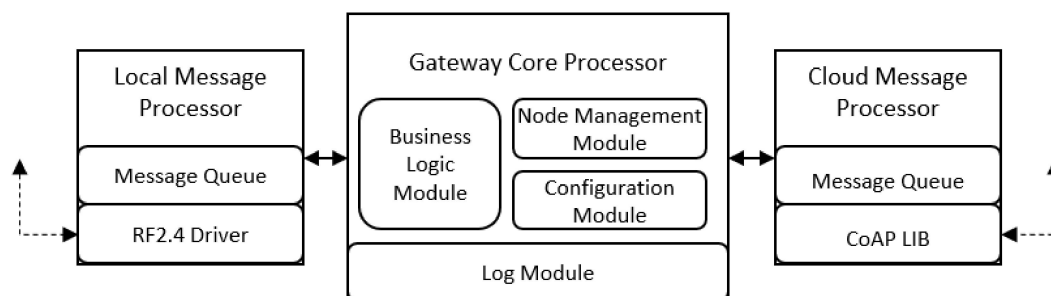 Local Message
Processor
Message Queue
RF2.4 Driver
Gateway Core Processor
Business
Logic
Module
Node Management
Module
Configuration
Module
Log Module
Cloud Message
Processor
Message Queue
CoAP LIB